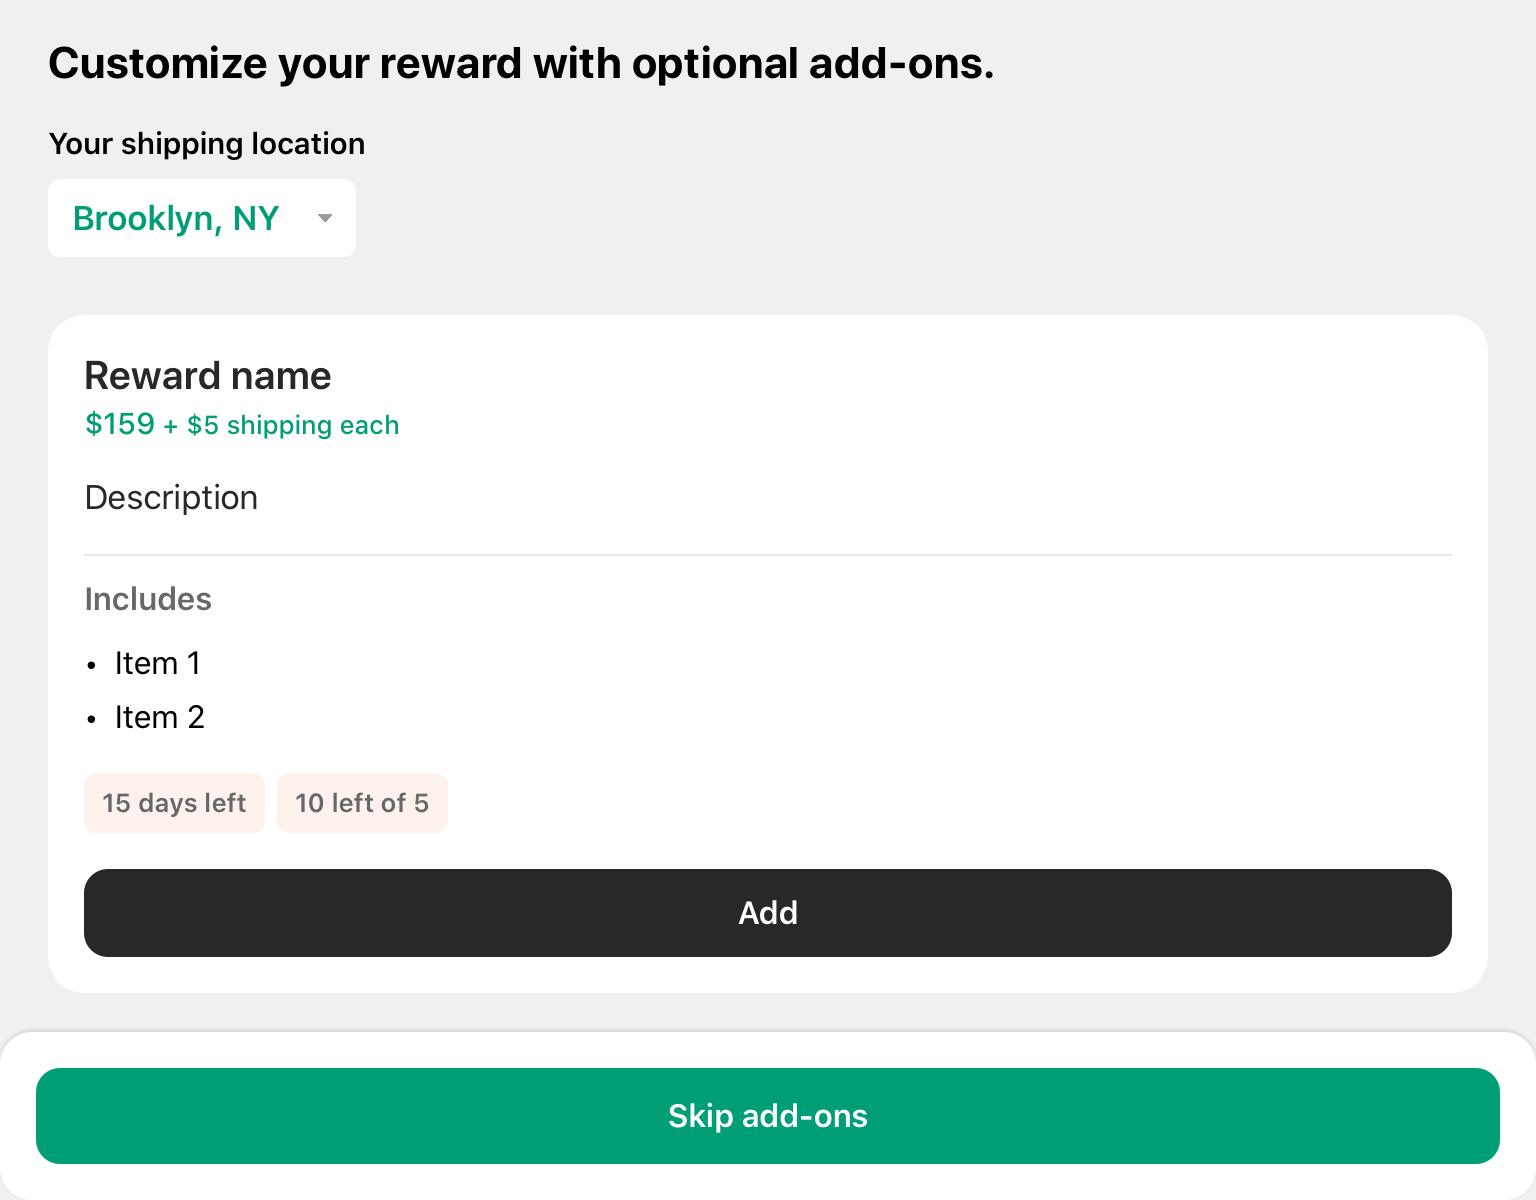 Customize your reward with optional add-ons.
Your shipping location
Brooklyn, NY
Reward name
$159 + $5 shipping each
Description
Includes
• Item 1
• Item 2
15 days left
10 left of 5
Add
Skip add-ons